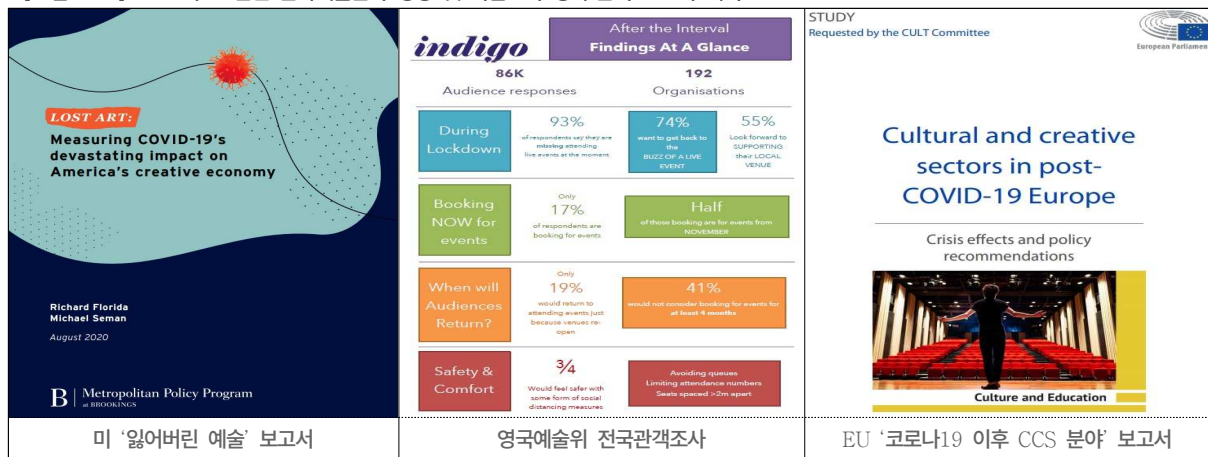 LOST ART:
Measuring COVID-19's
devastating impact on
America's creative economy
Richard Florida
Michael Seman
August 2020
B | Metropolitan Policy Program
at BROOKINGS
미 ‘잃어버린 예술’ 보고서
indigo
After the Interval
Findings At A Glance
86K
Audience responses
192
Organisations
During
Lockdown
93%
of respondents say they are
missing attending
live events at the moment
74%
want to get back to
the
BUZZ OF A LIVE
EVENT
55%
Look forward to
SUPPORTING
their LOCAL
VENUE
Booking
NOW for
events
Only
17%
of respondents are
booking for events
Half
of those booking are for events from
NOVEMBER
When will
Audiences
Return?
Only
19%
would return to
attending events just
because venues re-
open
41%
would not consider booking for events for
at least 4 months
Safety &
Comfort
¾
Would feel safer with
some form of social
distancing measures
Avoiding queues
Limiting attendance numbers
Seats spaced >2m apart
영국예술위 전국관객조사
STUDY
Requested by the CULT Committee
European Parliament
Cultural and creative
sectors in post-
COVID-19 Europe
Crisis effects and policy
recommendations
Culture and Education
EU ‘코로나19 이후 CCS 분야’ 보고서